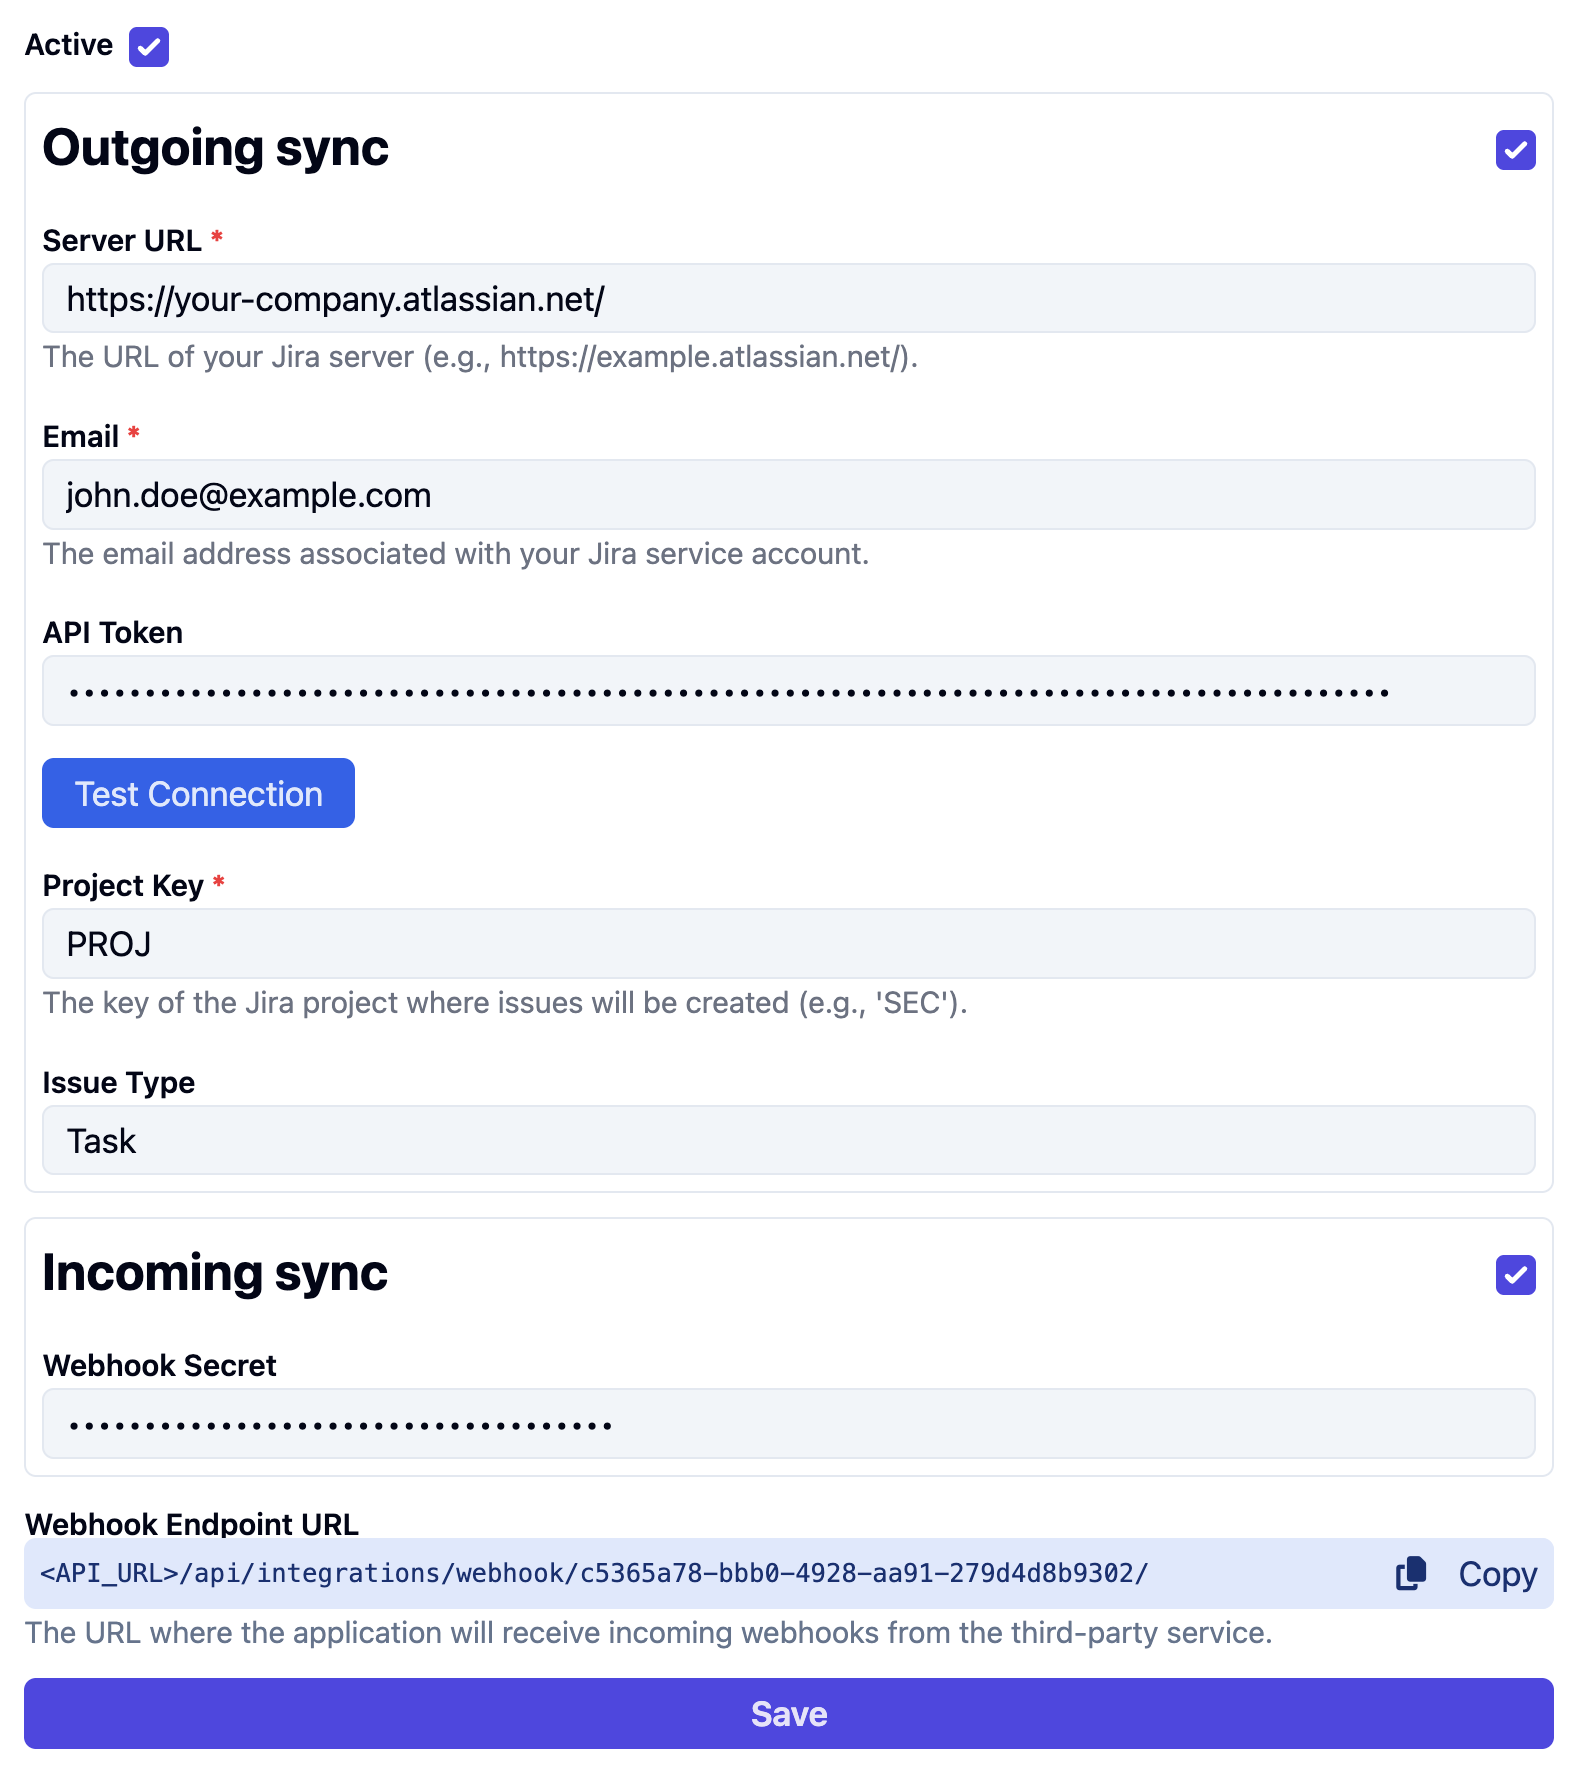 Active
Outgoing sync
Server URL *
https://your-company.atlassian.net/
The URL of your Jira server (e.g., https://example.atlassian.net/).
Email *
john.doe@example.com
The email address associated with your Jira service account.
API Token
•••••••••••••••••••••••••••••••••••••••••••••••••••••••••••••••••••••••••••••••••••••••
Test Connection
Project Key *
PROJ
The key of the Jira project where issues will be created (e.g., 'SEC').
Issue Type
Task
Incoming sync
Webhook Secret
••••••••••••••••••••••••••••••••••••
Webhook Endpoint URL
<API_URL>/api/integrations/webhook/c5365a78-bbb0-4928-aa91-279d4d8b9302/
Copy
The URL where the application will receive incoming webhooks from the third-party service.
Save